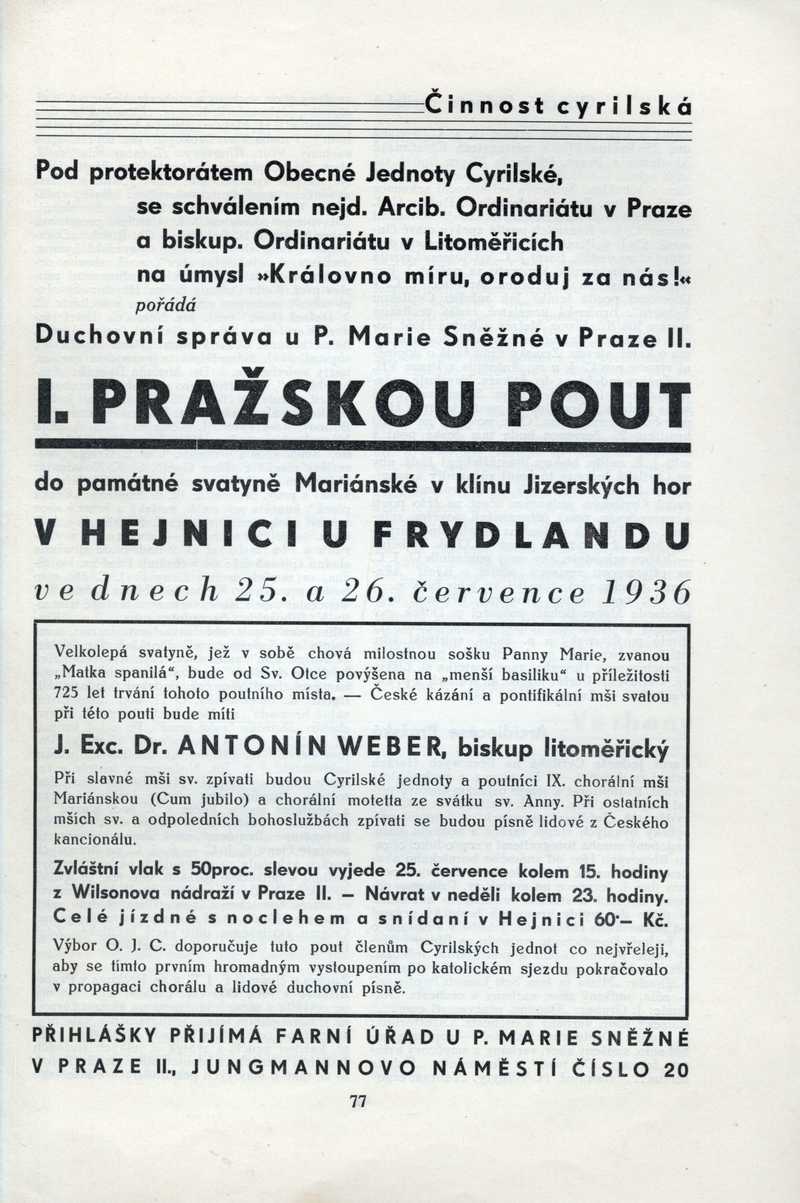 Činnost cyrilská
Pod protektorátem Obecné Jednoty Cyrilské,
se schválením nejd. Arcib. Ordinariátu v Praze
a biskup. Ordinariátu v Litoměřicích
na úmysl »Královno míru, oroduj za nás!«
pořádá
Duchovní správa u P. Marie Sněžné v Praze II.
I. PRAŽSKOU POUT
do památné svatyně Mariánské v klínu Jizerských hor
V HEJNICI U FRYDLANDU
ve dnech 25. a 26. července 1936
Velkolepá svatyně, jež v sobě chová milostnou sošku Panny Marie, zvanou
„Matka spanilá“, bude od Sv. Otce povýšena na „menší basiliku“ u příležitosti
725 let trvání tohoto poutního místa. — České kázání a pontifikální mši svatou
při této pouti bude míti
J. Exc. Dr. ANTONÍN WEBER, biskup litoměřický
Při slavné mši sv. zpívati budou Cyrilské jednoty a poutníci IX. chorální mši
Mariánskou (Cum jubilo) a chorální motetta ze svátku sv. Anny. Při ostatních
mších sv. a odpoledních bohoslužbách zpívati se budou písně lidové z Českého
kancionálu.
Zvláštní vlak s 50proc. slevou vyjede 25. července kolem 15. hodiny
z Wilsonova nádraží v Praze II. — Návrat v neděli kolem 23. hodiny.
Celé jízdné s noclehem a snídaní v Hejnici 60·— Kč.
Výbor O. J. C. doporučuje tuto pout členům Cyrilských jednot co nejvřeleji,
aby se tímto prvním hromadným vystoupením po katolickém sjezdu pokračovalo
v propagaci chorálu a lidové duchovní písně.
PŘIHLÁŠKY PŘIJÍMÁ FARNÍ ÚŘAD U P. MARIE SNĚŽNÉ
V PRAZE II., JUNGMANNOVO NÁMĚSTÍ ČÍSLO 20
77